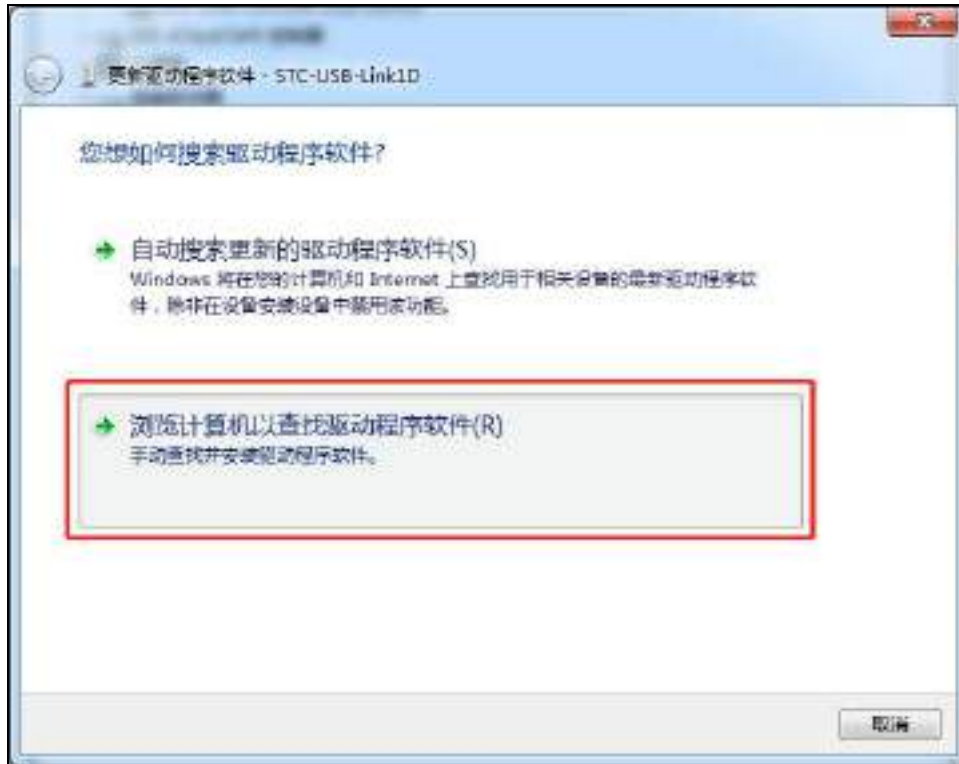 更新驱动程序软件 - STC-USB-Link1D
您想如何搜索驱动程序软件?
自动搜索更新的驱动程序软件(S)
Windows 将在您的计算机和 Internet 上查找用于相关设备的最新驱动程序软
件，除非在设备安装设置中禁用该功能。
浏览计算机以查找驱动程序软件(R)
手动查找并安装驱动程序软件。
取消